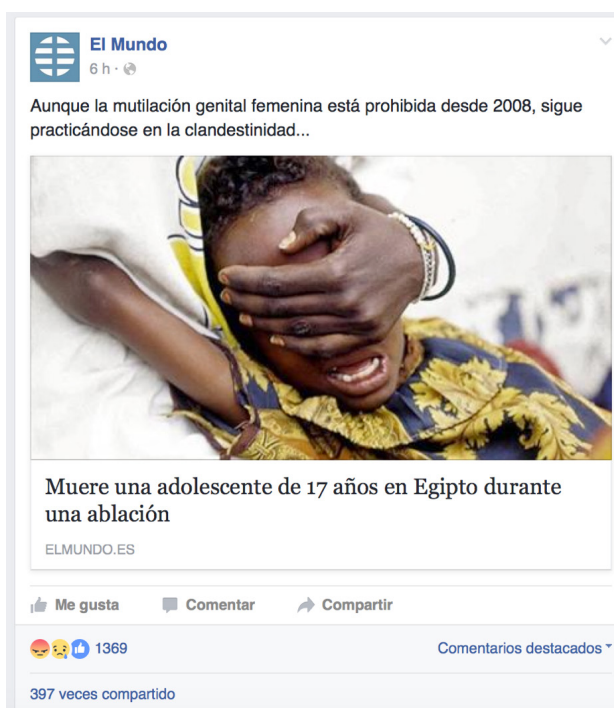 El Mundo
6 h ·
Aunque la mutilación genital femenina está prohibida desde 2008, sigue
practicándose en la clandestinidad...
Muere una adolescente de 17 años en Egipto durante
una ablación
ELMUNDO.ES
Me gusta Comentar Compartir
1369 Comentarios destacados
397 veces compartido